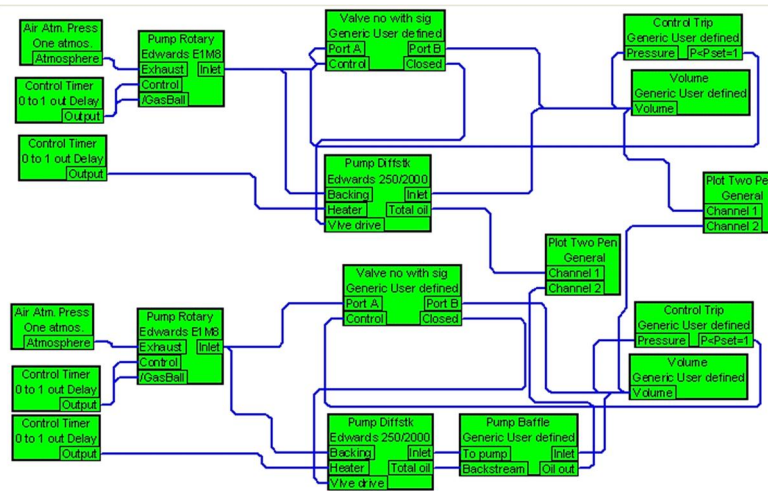 Air Atm. Press
One atmos.
Atmosphere
Pump Rotary
Edwards E1M8
Exhaust Inlet
Control
/GasBall
Control Timer
0 to 1 out Delay
Output
Control Timer
0 to 1 out Delay
Output
Valve no with sig
Generic User defined
Port A Port B
Control Closed
Pump Diffstk
Edwards 250/2000
Backing Inlet
Heater Total oil
Vlve drive
Control Trip
Generic User defined
Pressure P<Pset=1
Volume
Generic User defined
Volume
Plot Two Pe
General
Channel 1
Channel 2
Plot Two Pen
General
Channel 1
Channel 2
Air Atm. Press
One atmos.
Atmosphere
Pump Rotary
Edwards E1M8
Exhaust Inlet
Control
/GasBall
Control Timer
0 to 1 out Delay
Output
Control Timer
0 to 1 out Delay
Output
Valve no with sig
Generic User defined
Port A Port B
Control Closed
Pump Diffstk
Edwards 250/2000
Backing Inlet
Heater Total oil
Vlve drive
Pump Baffle
Generic User defined
To pump Inlet
Backstream Oil out
Control Trip
Generic User defined
Pressure P<Pset=1
Volume
Generic User defined
Volume